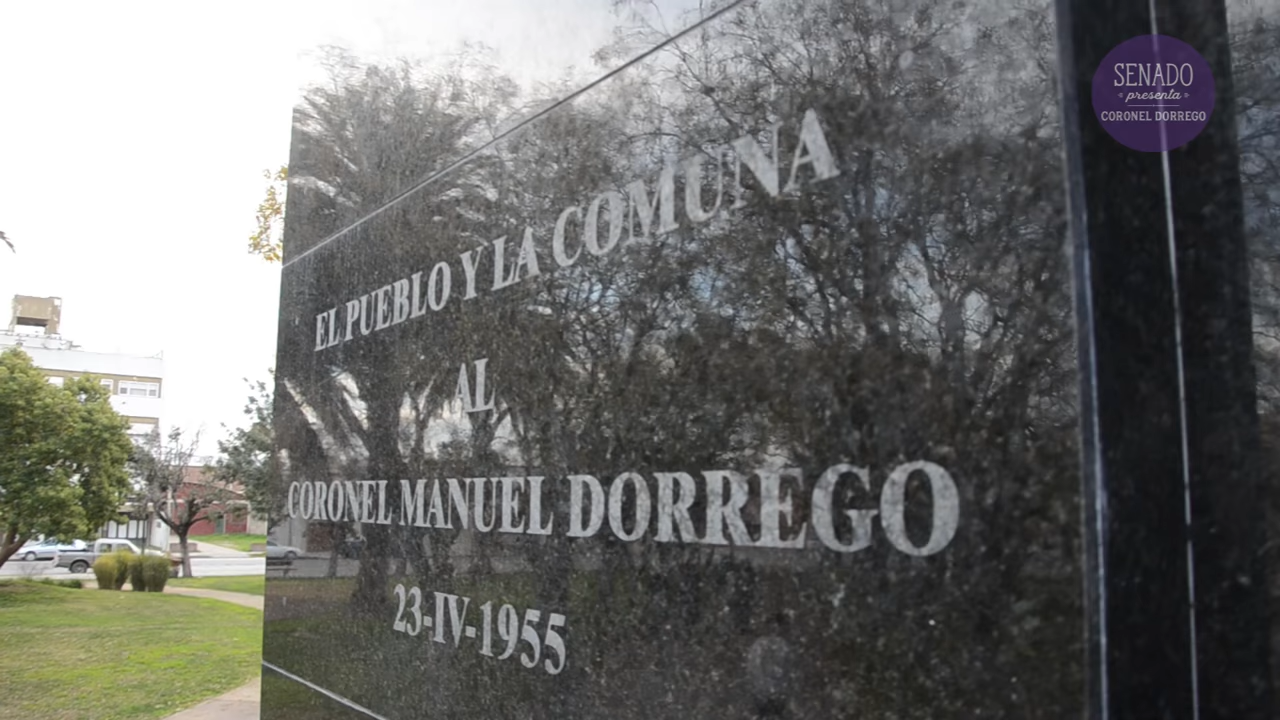 EL PUEBLO Y LA COMUNA
AL
CORONEL MANUEL DORREGO
23-IV-1955
SENADO
presenta
CORONEL DORREGO